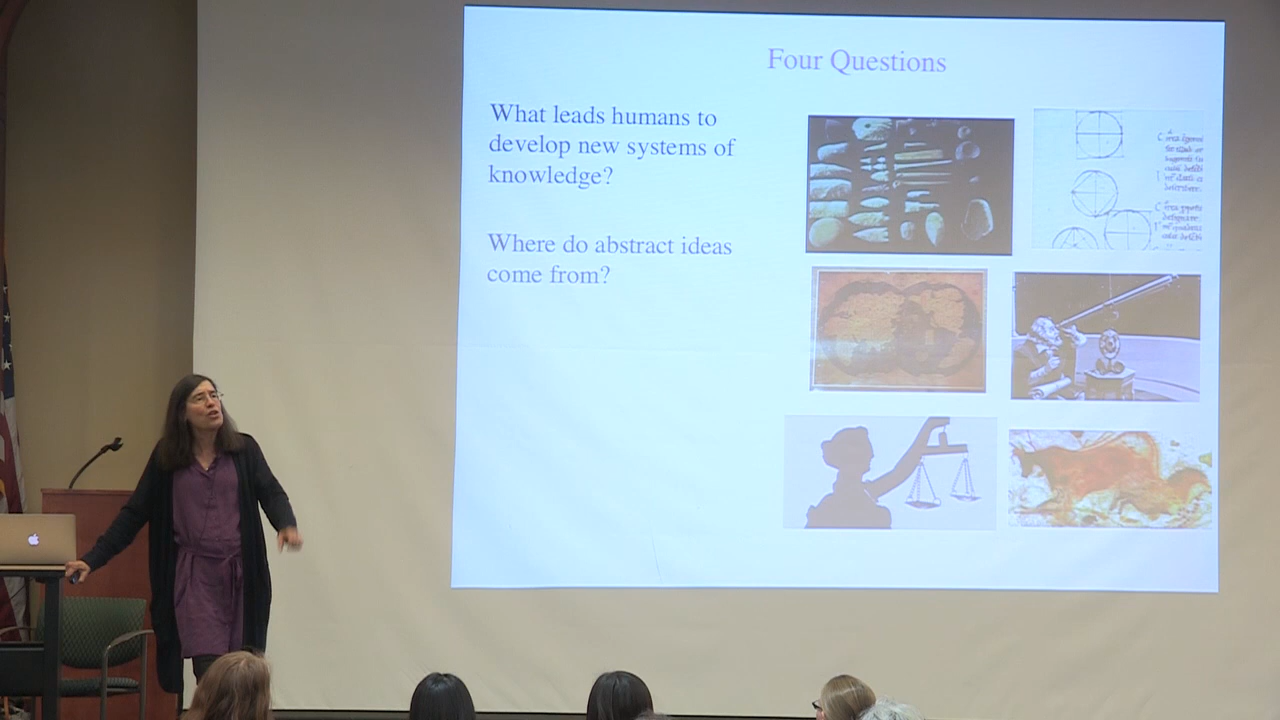 Four Questions
What leads humans to
develop new systems of
knowledge?
Where do abstract ideas
come from?